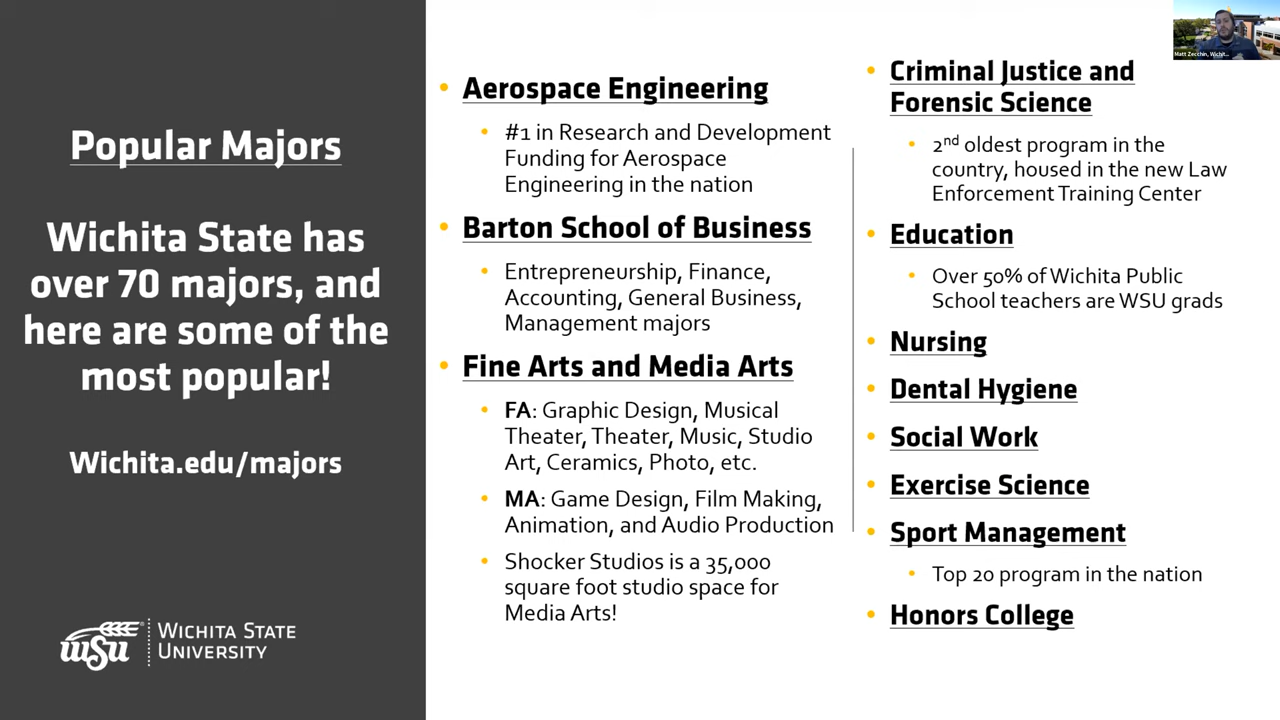 Popular Majors
Wichita State has
over 70 majors, and
here are some of the
most popular!
Wichita.edu/majors
wsu
WICHITA STATE
UNIVERSITY
• Aerospace Engineering
• #1 in Research and Development
Funding for Aerospace
Engineering in the nation
• Barton School of Business
• Entrepreneurship, Finance,
Accounting, General Business,
Management majors
• Fine Arts and Media Arts
• FA: Graphic Design, Musical
Theater, Theater, Music, Studio
Art, Ceramics, Photo, etc.
• MA: Game Design, Film Making,
Animation, and Audio Production
• Shocker Studios is a 35,000
square foot studio space for
Media Arts!
• Criminal Justice and
Forensic Science
• 2nd oldest program in the
country, housed in the new Law
Enforcement Training Center
• Education
• Over 50% of Wichita Public
School teachers are WSU grads
• Nursing
• Dental Hygiene
• Social Work
• Exercise Science
• Sport Management
• Top 20 program in the nation
• Honors College
Matt Zecchin, Wichit...